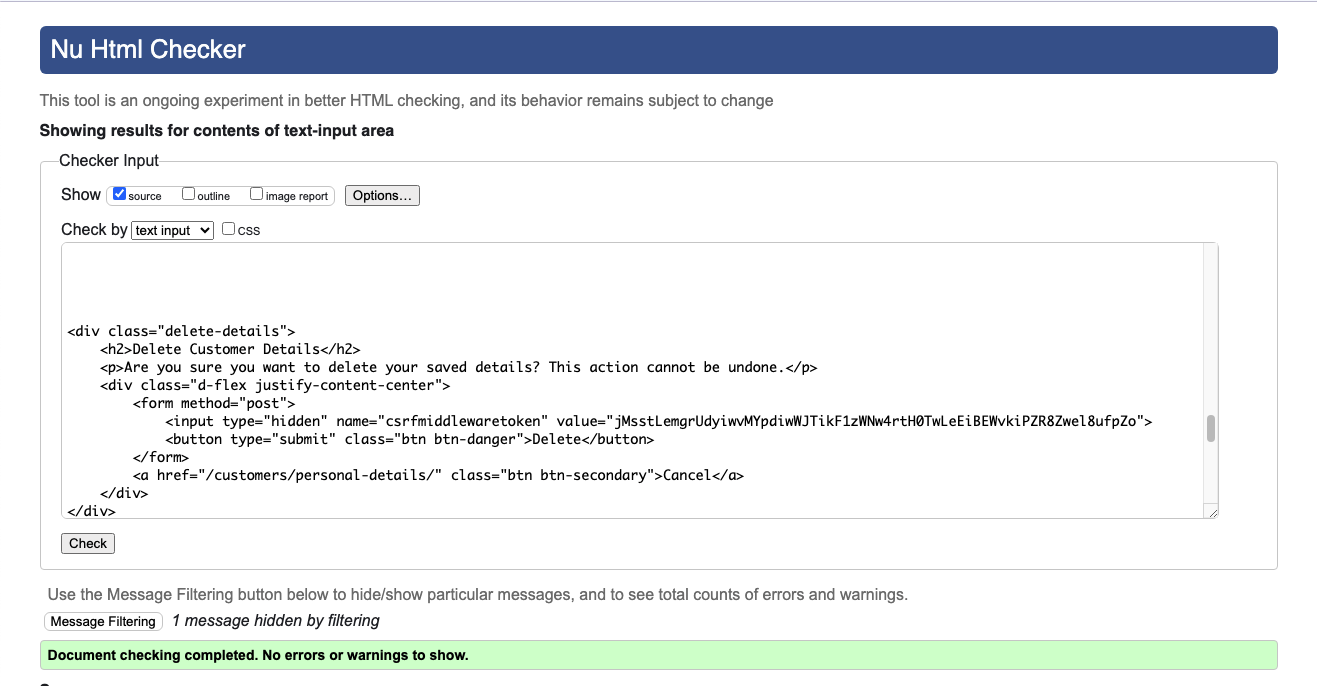 Nu Html Checker
This tool is an ongoing experiment in better HTML checking, and its behavior remains subject to change
Showing results for contents of text-input area
Checker Input
Show source outline image report Options...
Check by text input css
<div class="delete-details">
<h2>Delete Customer Details</h2>
<p>Are you sure you want to delete your saved details? This action cannot be undone.</p>
<div class="d-flex justify-content-center">
<form method="post">
<input type="hidden" name="csrfmiddlewaretoken" value="jMsstLemgrUdyiwvMYpdiwWJTikF1zWNw4rtH0TwLeEiBEWvkiPZR8Zwel8ufpZo">
<button type="submit" class="btn btn-danger">Delete</button>
</form>
<a href="/customers/personal-details/" class="btn btn-secondary">Cancel</a>
</div>
</div>
Check
Use the Message Filtering button below to hide/show particular messages, and to see total counts of errors and warnings.
Message Filtering 1 message hidden by filtering
Document checking completed. No errors or warnings to show.